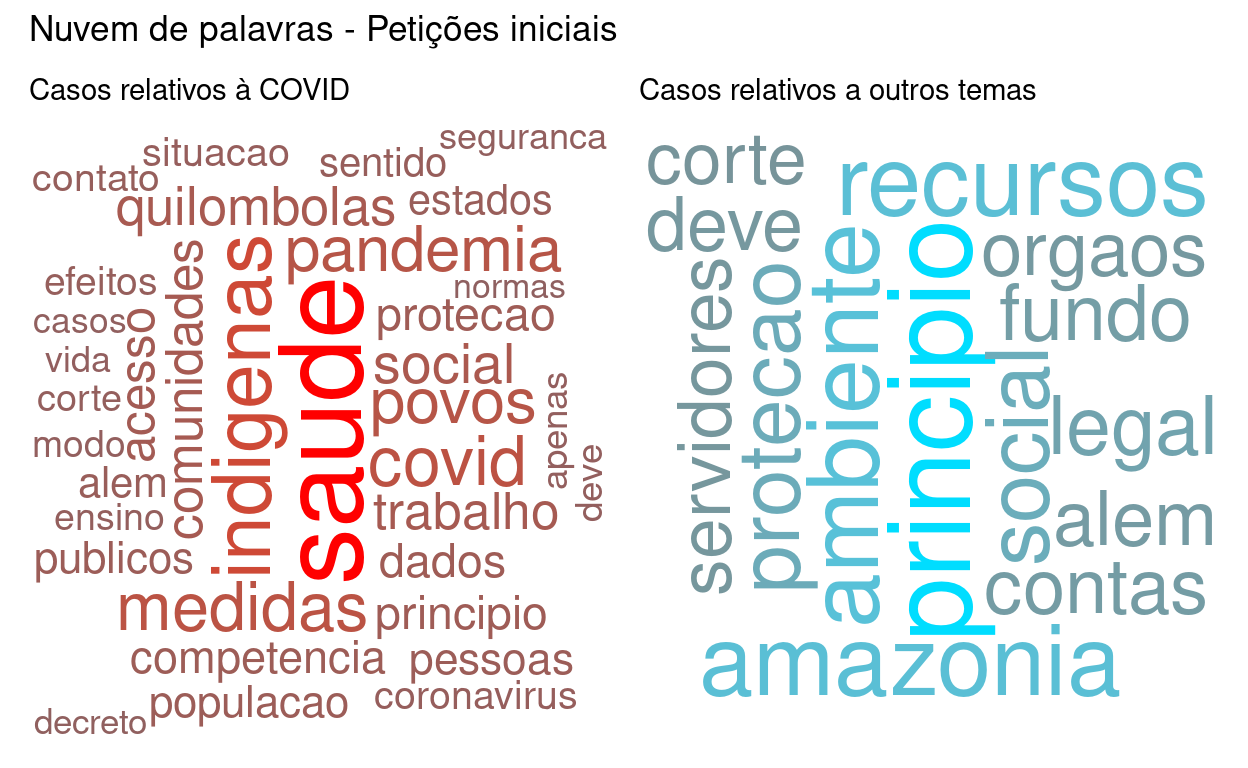 Nuvem de palavras - Petições iniciais
Casos relativos à COVID
seguranca
situacao
sentido
contato
quilombolas
estados
pandemia
indigenas
comunidades
efeitos
normas
saude
casos
acesso
protecao
vida
social
corte
povos
apenas
modo
covid
deve
alem
ensino
trabalho
publicos
dados
medidas
principio
competencia
pessoas
populacao
coronavirus
decreto
Casos relativos a outros temas
corte
recursos
deve
orgaos
servidores
protecao
ambiente
principio
fundo
social
legal
alem
contas
amazonia